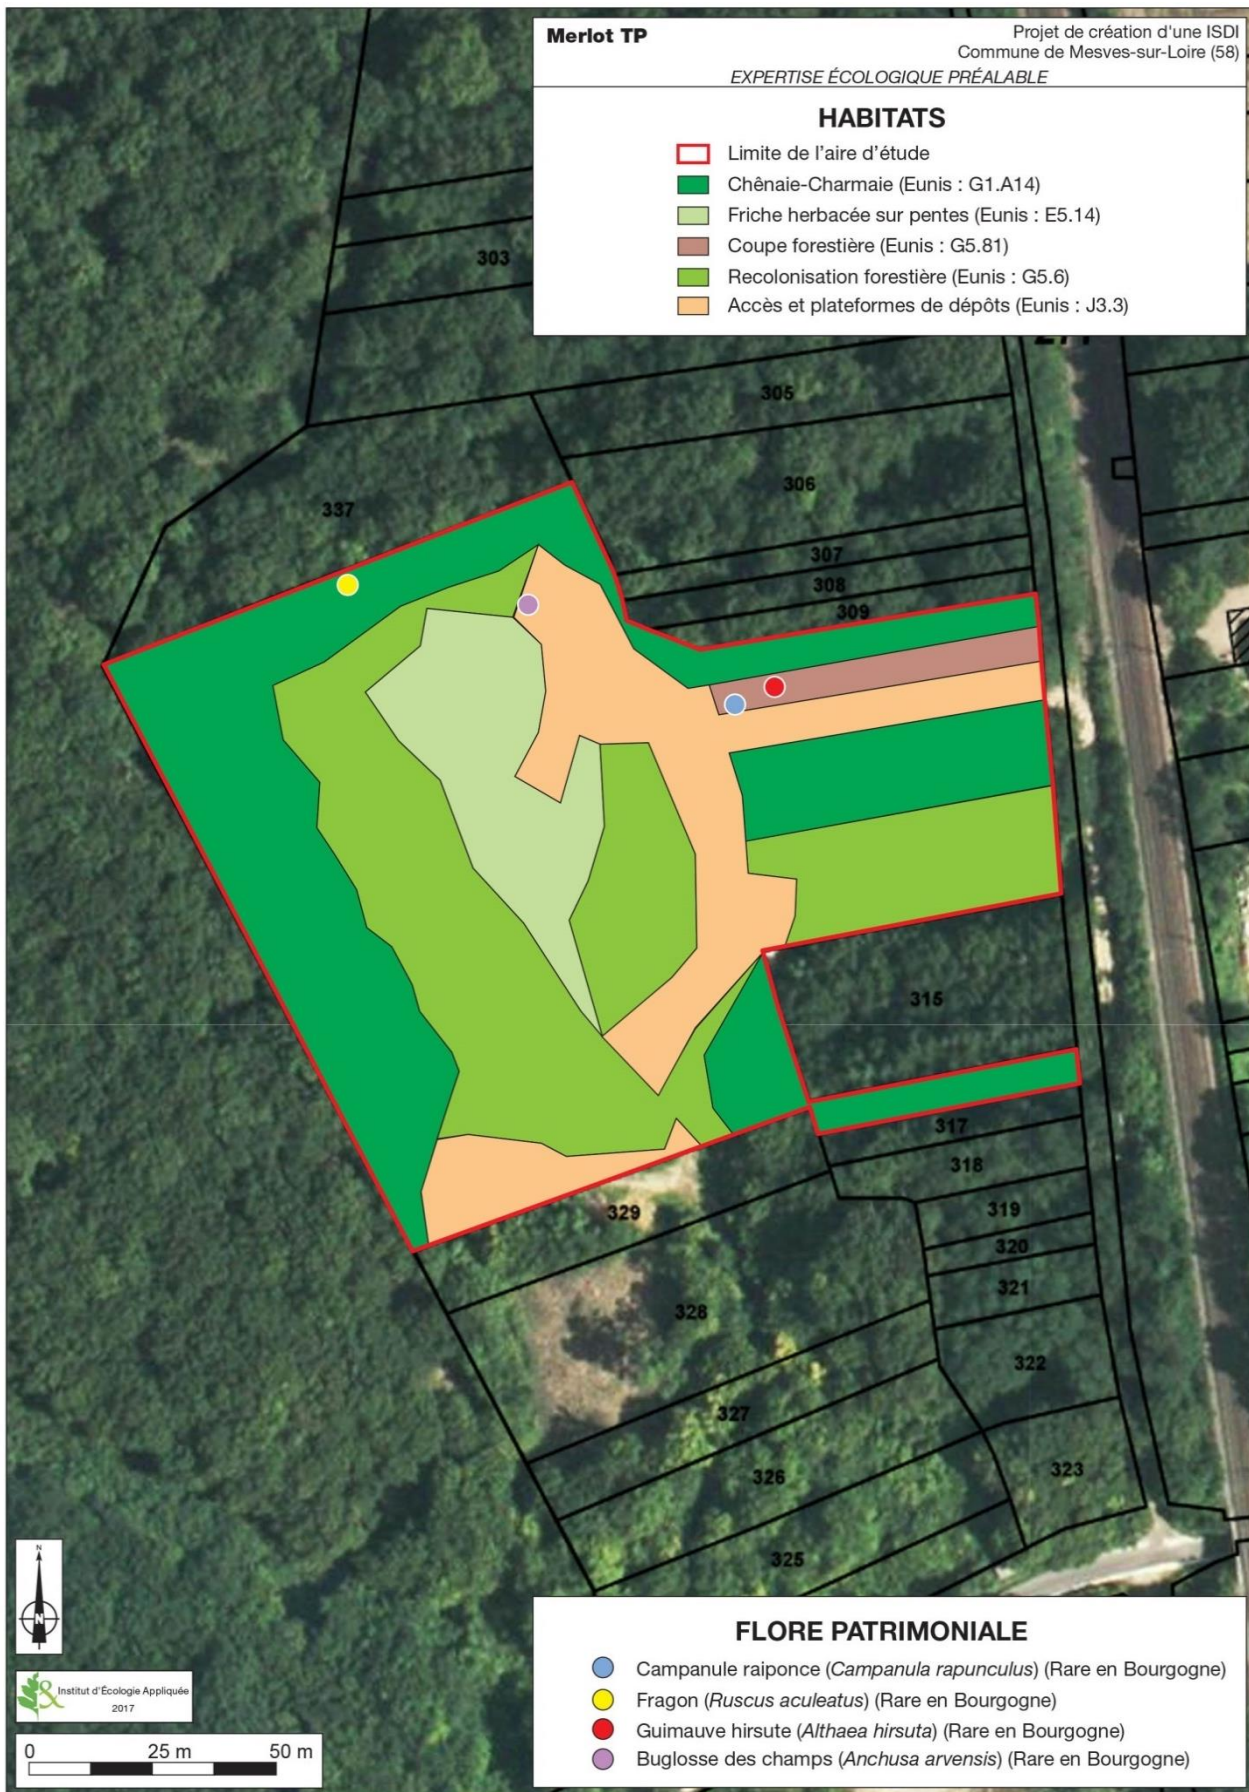 Merlot TP
Projet de création d'une ISDI
Commune de Mesves-sur-Loire (58)
EXPERTISE ÉCOLOGIQUE PRÉALABLE
HABITATS
Limite de l'aire d'étude
Chênaie-Charmaie (Eunis : G1.A14)
Friche herbacée sur pentes (Eunis : E5.14)
Coupe forestière (Eunis : G5.81)
Recolonisation forestière (Eunis : G5.6)
Accès et plateformes de dépôts (Eunis : J3.3)
303
305
306
337
307
308
309
315
317
318
319
329
320
321
328
322
327
323
326
325
N
N
& Institut d'Écologie Appliquée
2017
0 25 m 50 m
FLORE PATRIMONIALE
Campanule raiponce (Campanula rapunculus) (Rare en Bourgogne)
Fragon (Ruscus aculeatus) (Rare en Bourgogne)
Guimauve hirsute (Althaea hirsuta) (Rare en Bourgogne)
Buglosse des champs (Anchusa arvensis) (Rare en Bourgogne)